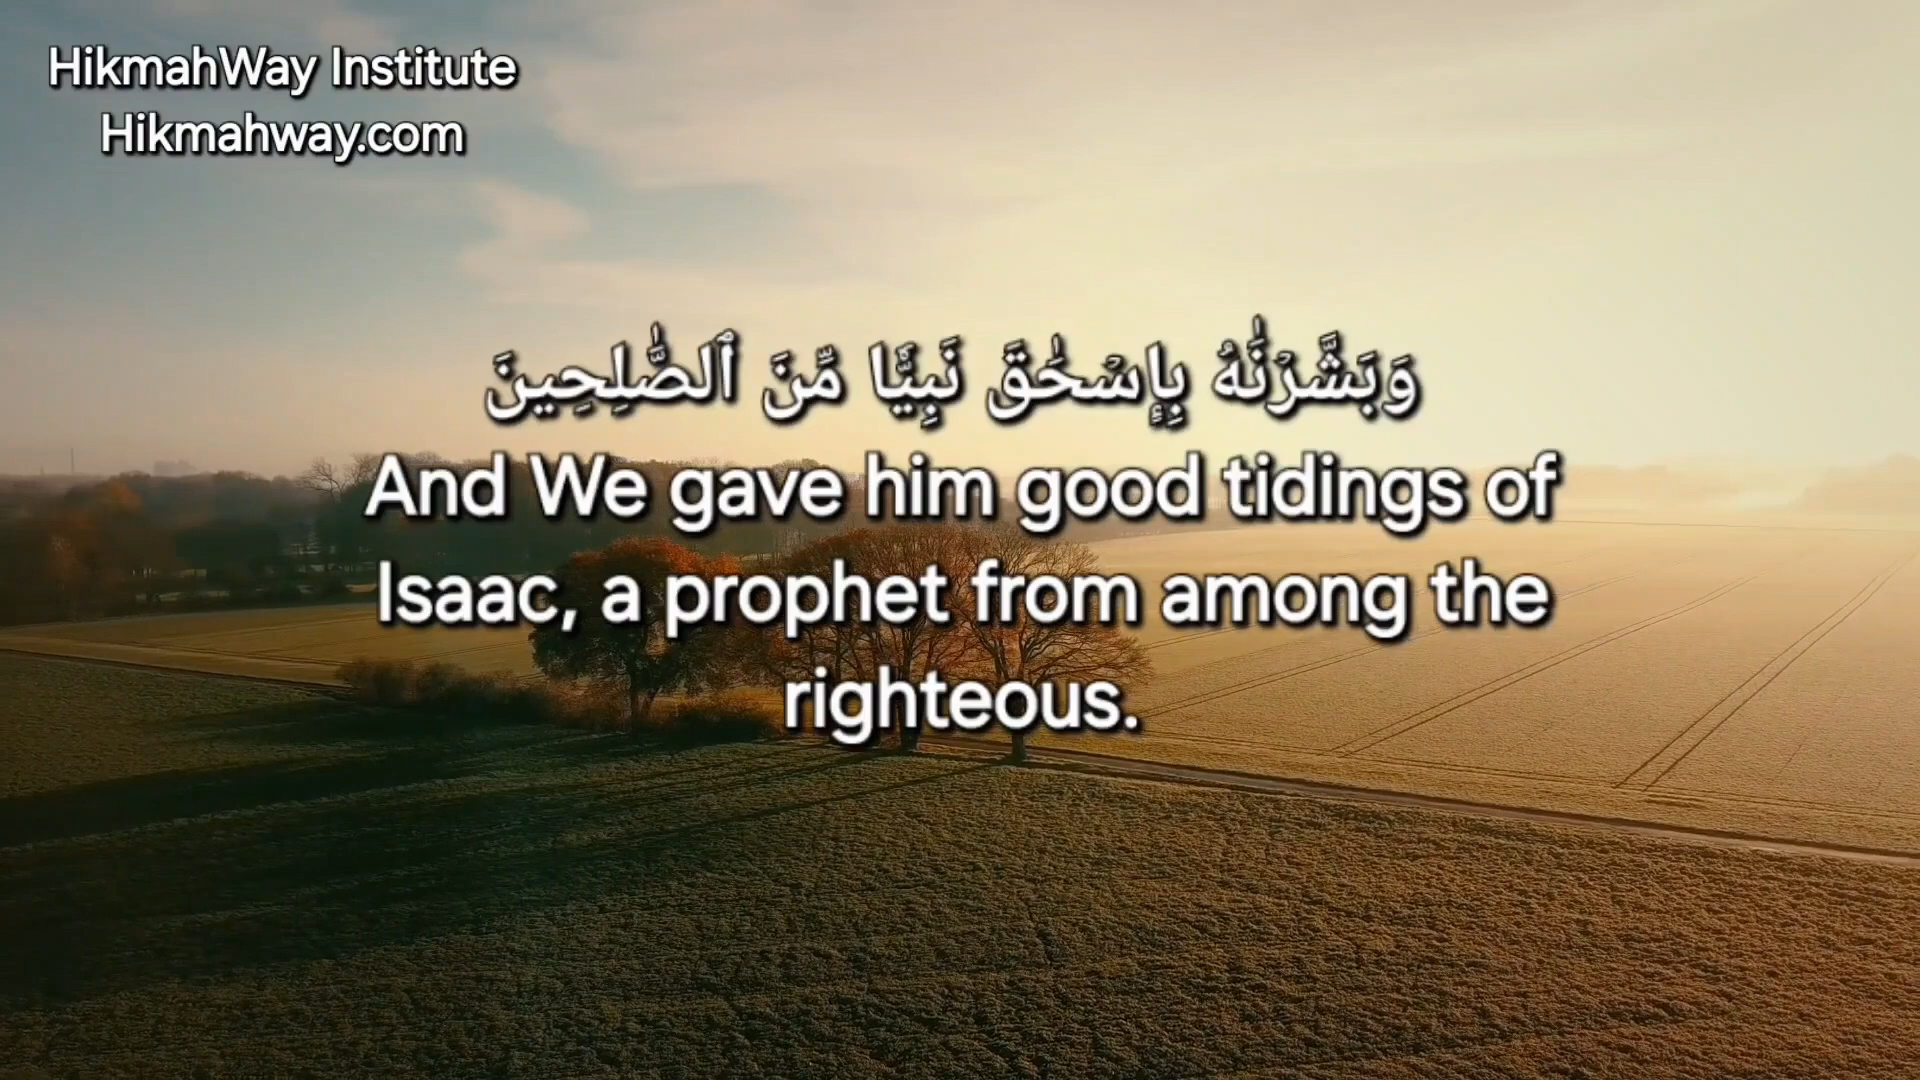 HikmahWay Institute
Hikmahway.com
وَبَشَّرْنَٰهُ بِإِسْحَٰقَ نَبِيًّا مِّنَ ٱلصَّٰلِحِينَ
And We gave him good tidings of
Isaac, a prophet from among the
righteous.